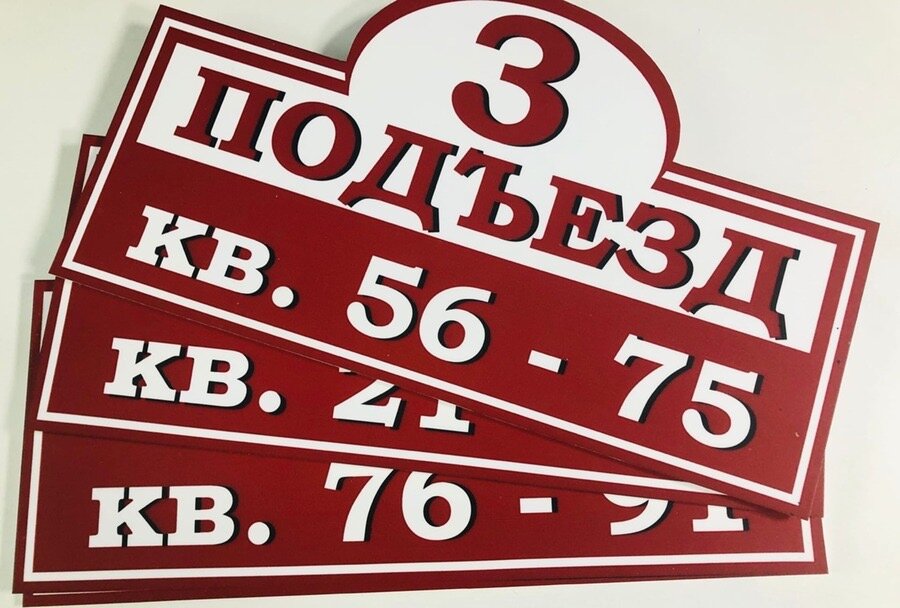 3
ПОДЪЕЗД
кв. 56 - 75
кв. 21
кв. 76 - 91